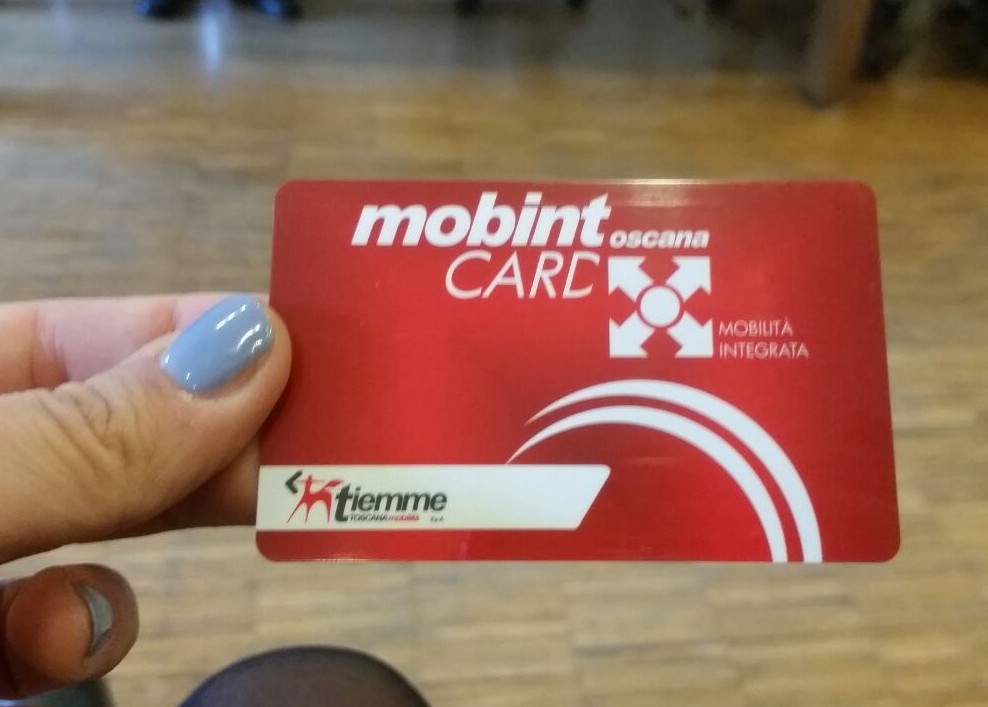 mobint oscana
CARD
MOBILITÀ
INTEGRATA
tiemme
TOSCANA mobilità S.p.A.